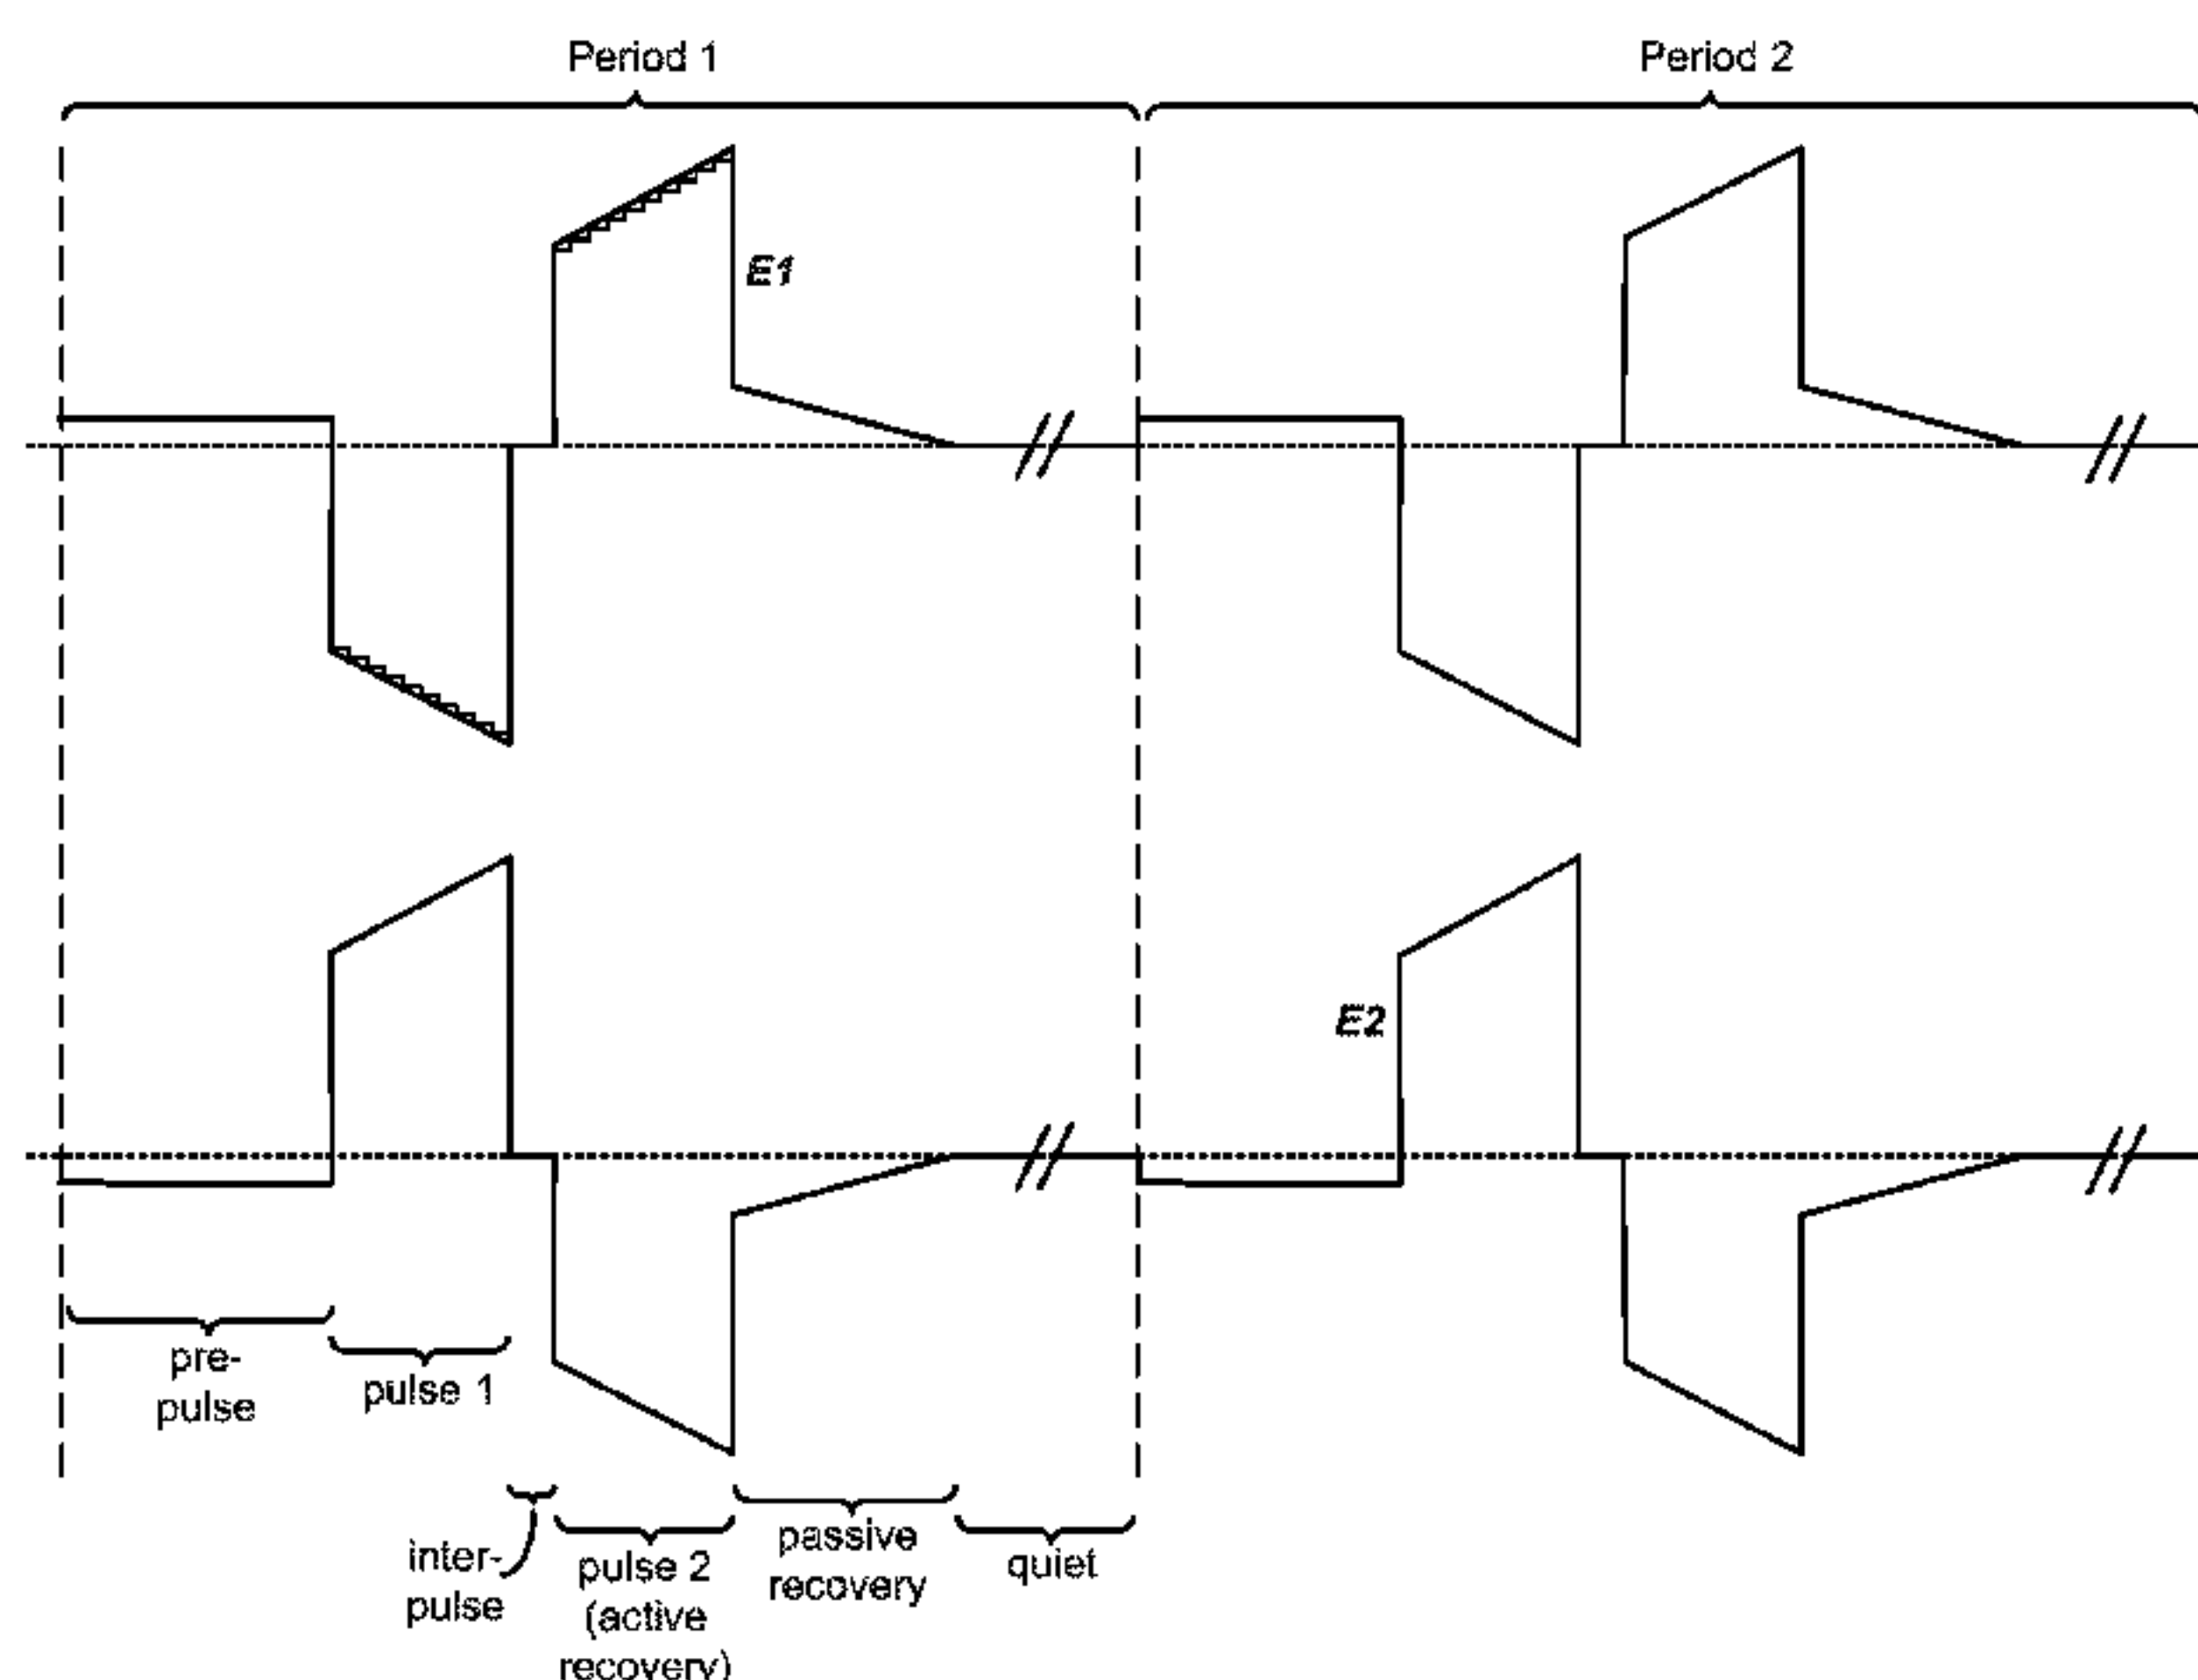 Period 1
Period 2
E1
E2
pre-
pulse
pulse 1
inter-
pulse
pulse 2
(active
recovery)
passive
recovery
quiet